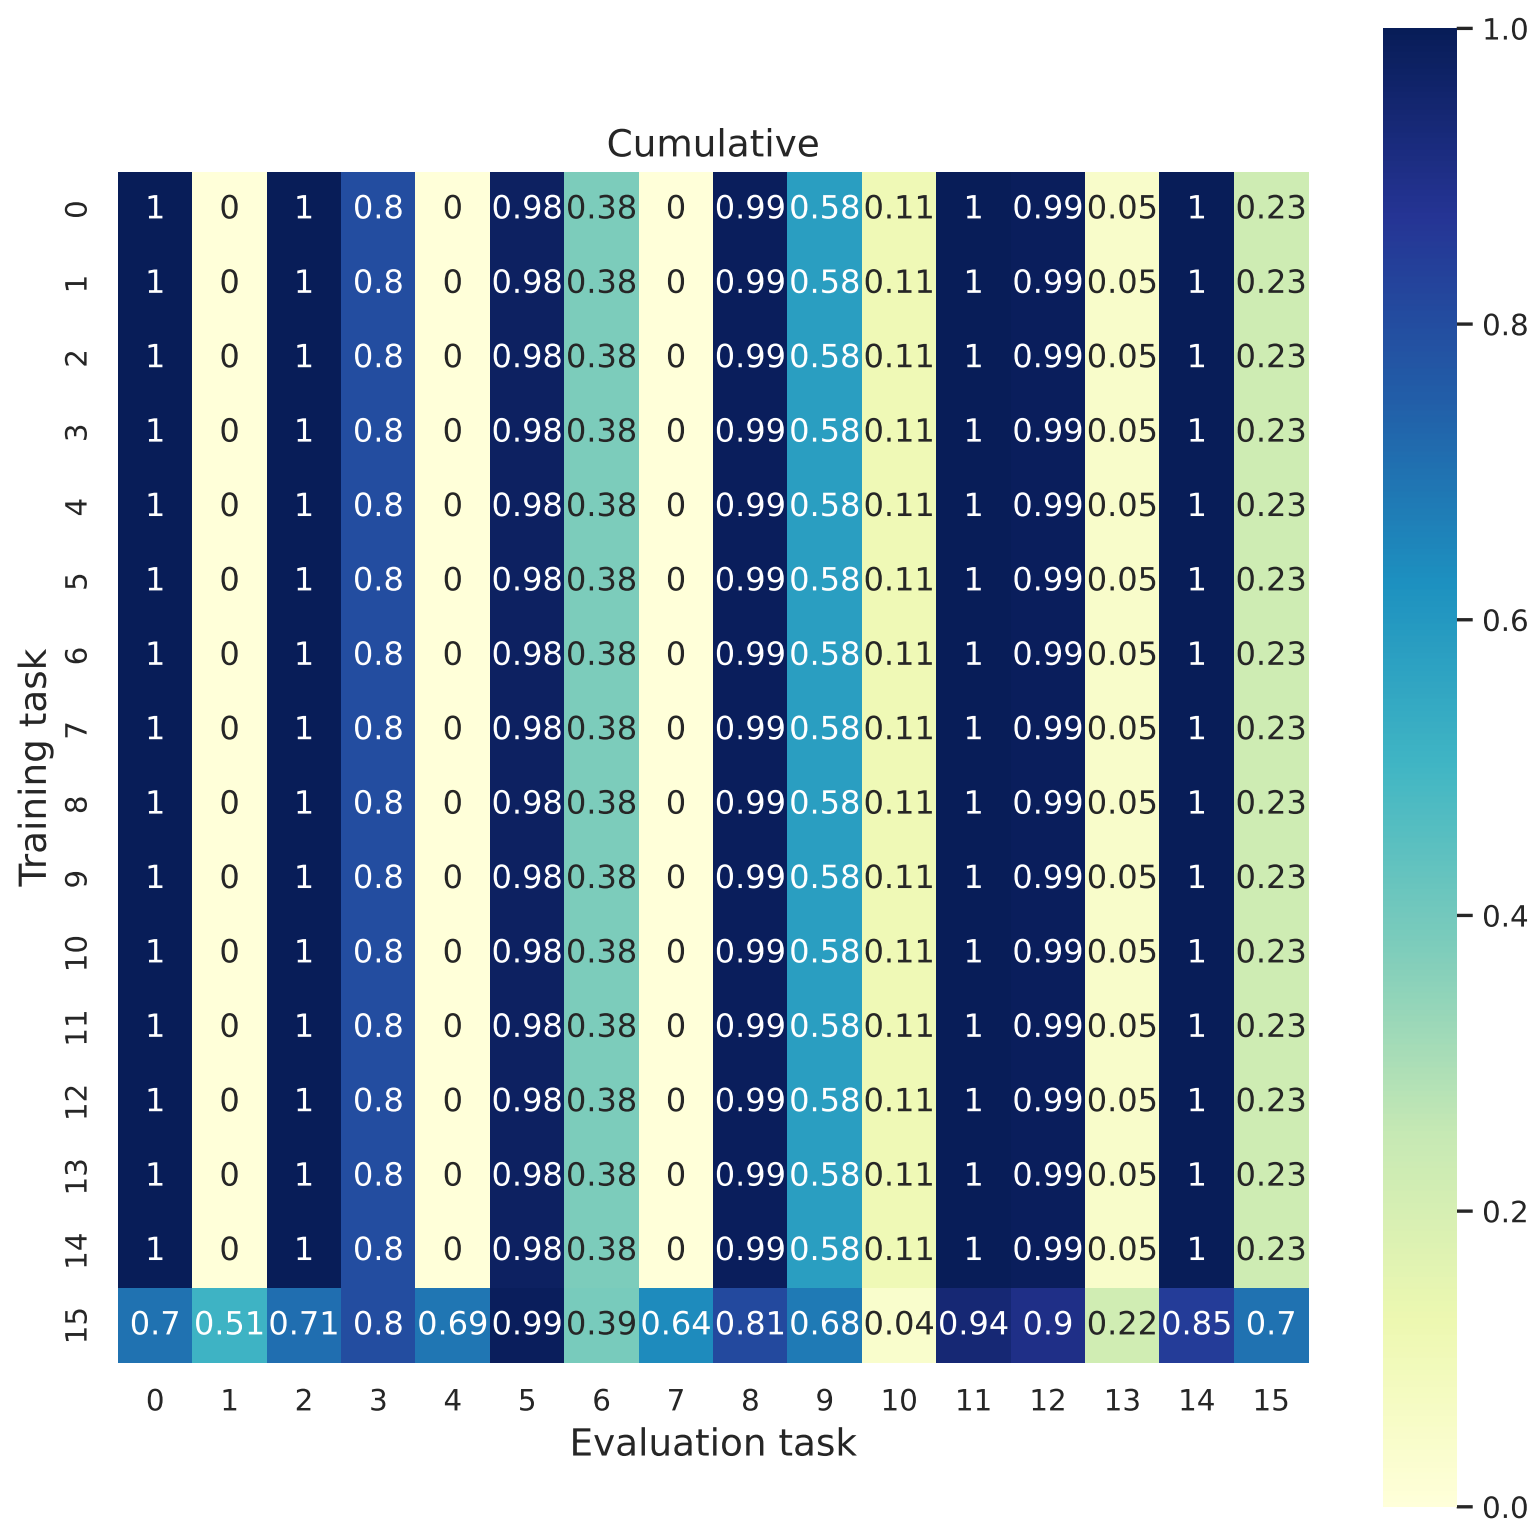 Cumulative
0 1 0 1 0.8 0 0.98 0.38 0 0.99 0.58 0.11 1 0.99 0.05 1 0.23
1 1 0 1 0.8 0 0.98 0.38 0 0.99 0.58 0.11 1 0.99 0.05 1 0.23
2 1 0 1 0.8 0 0.98 0.38 0 0.99 0.58 0.11 1 0.99 0.05 1 0.23
3 1 0 1 0.8 0 0.98 0.38 0 0.99 0.58 0.11 1 0.99 0.05 1 0.23
4 1 0 1 0.8 0 0.98 0.38 0 0.99 0.58 0.11 1 0.99 0.05 1 0.23
5 1 0 1 0.8 0 0.98 0.38 0 0.99 0.58 0.11 1 0.99 0.05 1 0.23
6 1 0 1 0.8 0 0.98 0.38 0 0.99 0.58 0.11 1 0.99 0.05 1 0.23
7 1 0 1 0.8 0 0.98 0.38 0 0.99 0.58 0.11 1 0.99 0.05 1 0.23
8 1 0 1 0.8 0 0.98 0.38 0 0.99 0.58 0.11 1 0.99 0.05 1 0.23
9 1 0 1 0.8 0 0.98 0.38 0 0.99 0.58 0.11 1 0.99 0.05 1 0.23
10 1 0 1 0.8 0 0.98 0.38 0 0.99 0.58 0.11 1 0.99 0.05 1 0.23
11 1 0 1 0.8 0 0.98 0.38 0 0.99 0.58 0.11 1 0.99 0.05 1 0.23
12 1 0 1 0.8 0 0.98 0.38 0 0.99 0.58 0.11 1 0.99 0.05 1 0.23
13 1 0 1 0.8 0 0.98 0.38 0 0.99 0.58 0.11 1 0.99 0.05 1 0.23
14 1 0 1 0.8 0 0.98 0.38 0 0.99 0.58 0.11 1 0.99 0.05 1 0.23
15 0.7 0.51 0.71 0.8 0.69 0.99 0.39 0.64 0.81 0.68 0.04 0.94 0.9 0.22 0.85 0.7
0 1 2 3 4 5 6 7 8 9 10 11 12 13 14 15
Evaluation task
Training task
1.0
0.8
0.6
0.4
0.2
0.0